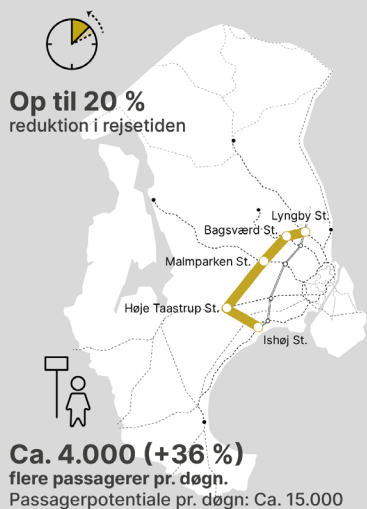 Op til 20 %
reduktion i rejsetiden
Lyngby St.
Bagsværd St.
Malmparken St.
Høje Taastrup St.
Ishøj St.
Ca. 4.000 (+36 %)
flere passagerer pr. døgn.
Passagerpotentiale pr. døgn: Ca. 15.000